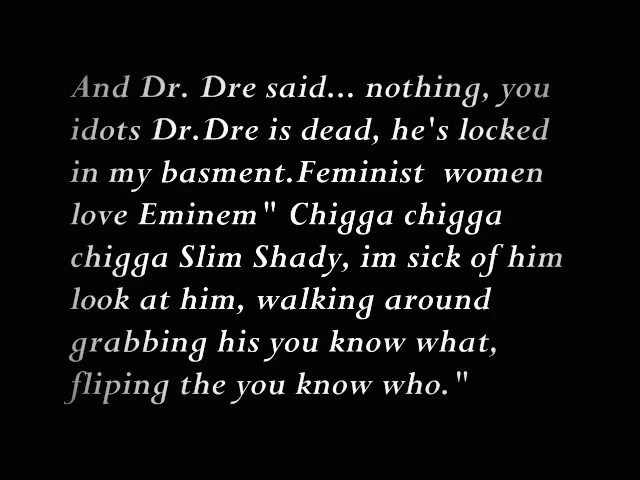 And Dr. Dre said... nothing, you
idots Dr.Dre is dead, he's locked
in my basment.Feminist  women
love Eminem" Chigga chigga
chigga Slim Shady, im sick of him
look at him, walking around
grabbing his you know what,
fliping the you know who."